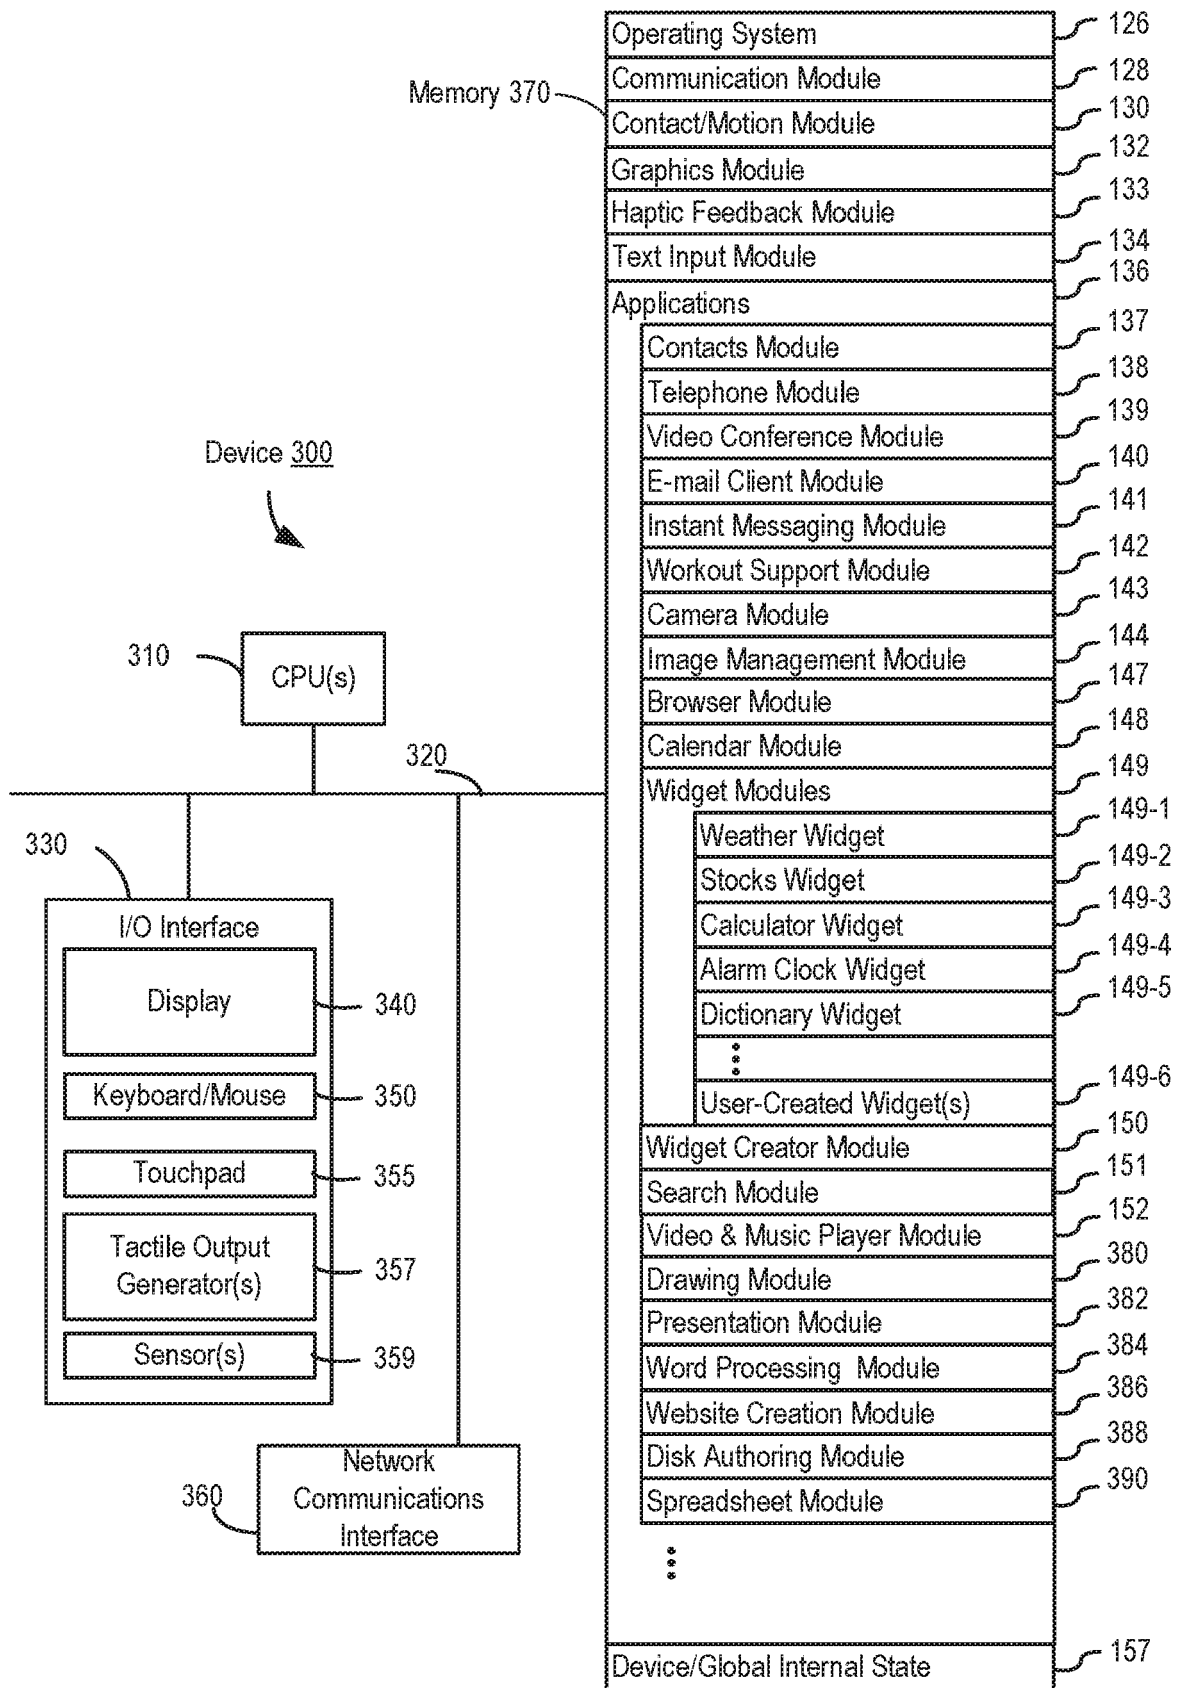 Device 300
310
CPU(s)
320
330
I/O Interface
Display
340
Keyboard/Mouse
350
Touchpad
355
Tactile Output
Generator(s)
357
Sensor(s)
359
Network
Communications
Interface
360
Memory 370
Operating System
126
Communication Module
128
Contact/Motion Module
130
Graphics Module
132
Haptic Feedback Module
133
Text Input Module
134
Applications
136
Contacts Module
137
Telephone Module
138
Video Conference Module
139
E-mail Client Module
140
Instant Messaging Module
141
Workout Support Module
142
Camera Module
143
Image Management Module
144
Browser Module
147
Calendar Module
148
Widget Modules
149
Weather Widget
149-1
Stocks Widget
149-2
Calculator Widget
149-3
Alarm Clock Widget
149-4
Dictionary Widget
149-5
User-Created Widget(s)
149-6
Widget Creator Module
150
Search Module
151
Video & Music Player Module
152
Drawing Module
380
Presentation Module
382
Word Processing Module
384
Website Creation Module
386
Disk Authoring Module
388
Spreadsheet Module
390
Device/Global Internal State
157